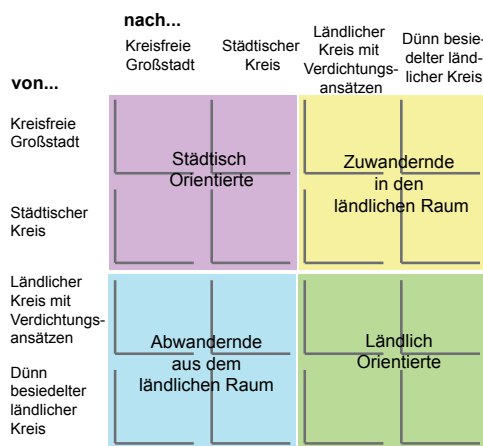 nach...
Kreisfreie
Großstadt
Städtischer
Kreis
Ländlicher
Kreis mit
Verdichtungs-
ansätzen
Dünn besie-
delter länd-
licher Kreis
von...
Kreisfreie
Großstadt
Städtischer
Kreis
Ländlicher
Kreis mit
Verdichtungs-
ansätzen
Dünn
besiedelter
ländlicher
Kreis
Städtisch
Orientierte
Zuwandernde
in den
ländlichen Raum
Abwandernde
aus dem
ländlichen Raum
Ländlich
Orientierte